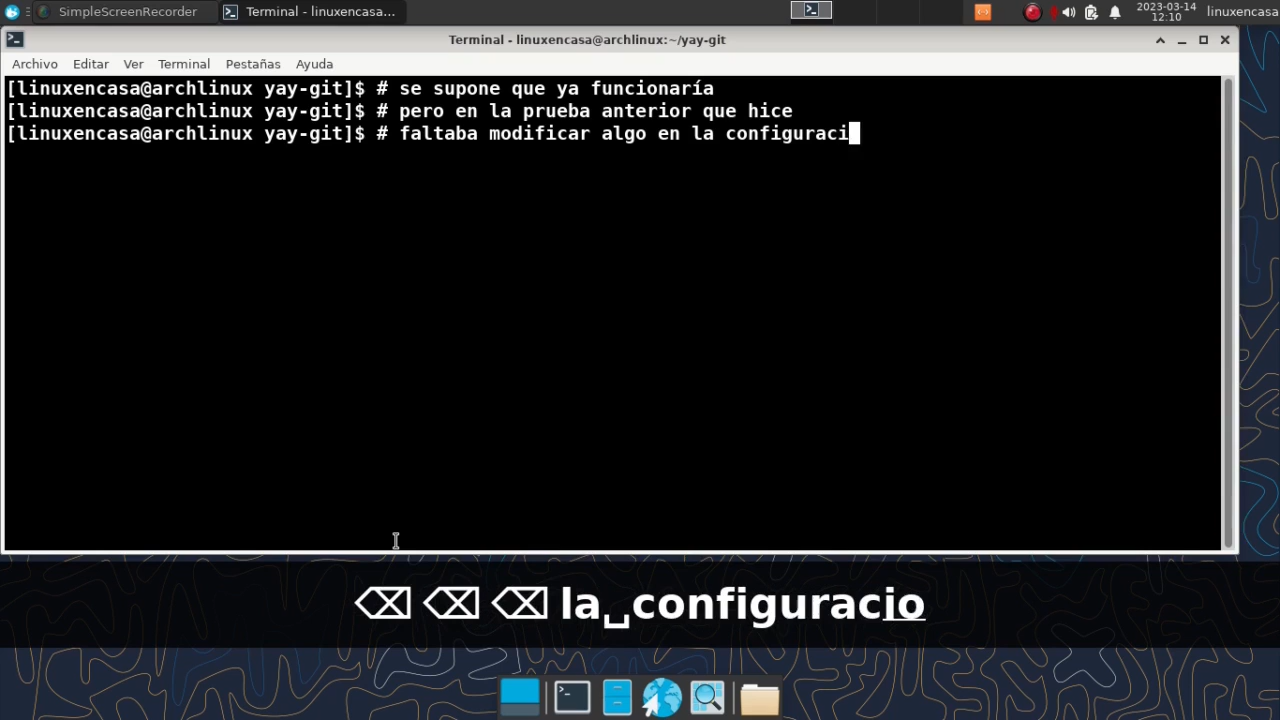 SimpleScreenRecorder
Terminal - linuxencasa...
2023-03-14
12:10
linuxencasa
Terminal - linuxencasa@archlinux:~/yay-git
Archivo Editar Ver Terminal Pestañas Ayuda
[linuxencasa@archlinux yay-git]$ # se supone que ya funcionaría
[linuxencasa@archlinux yay-git]$ # pero en la prueba anterior que hice
[linuxencasa@archlinux yay-git]$ # faltaba modificar algo en la configuraci
⌫ ⌫ ⌫ la␣configuracio